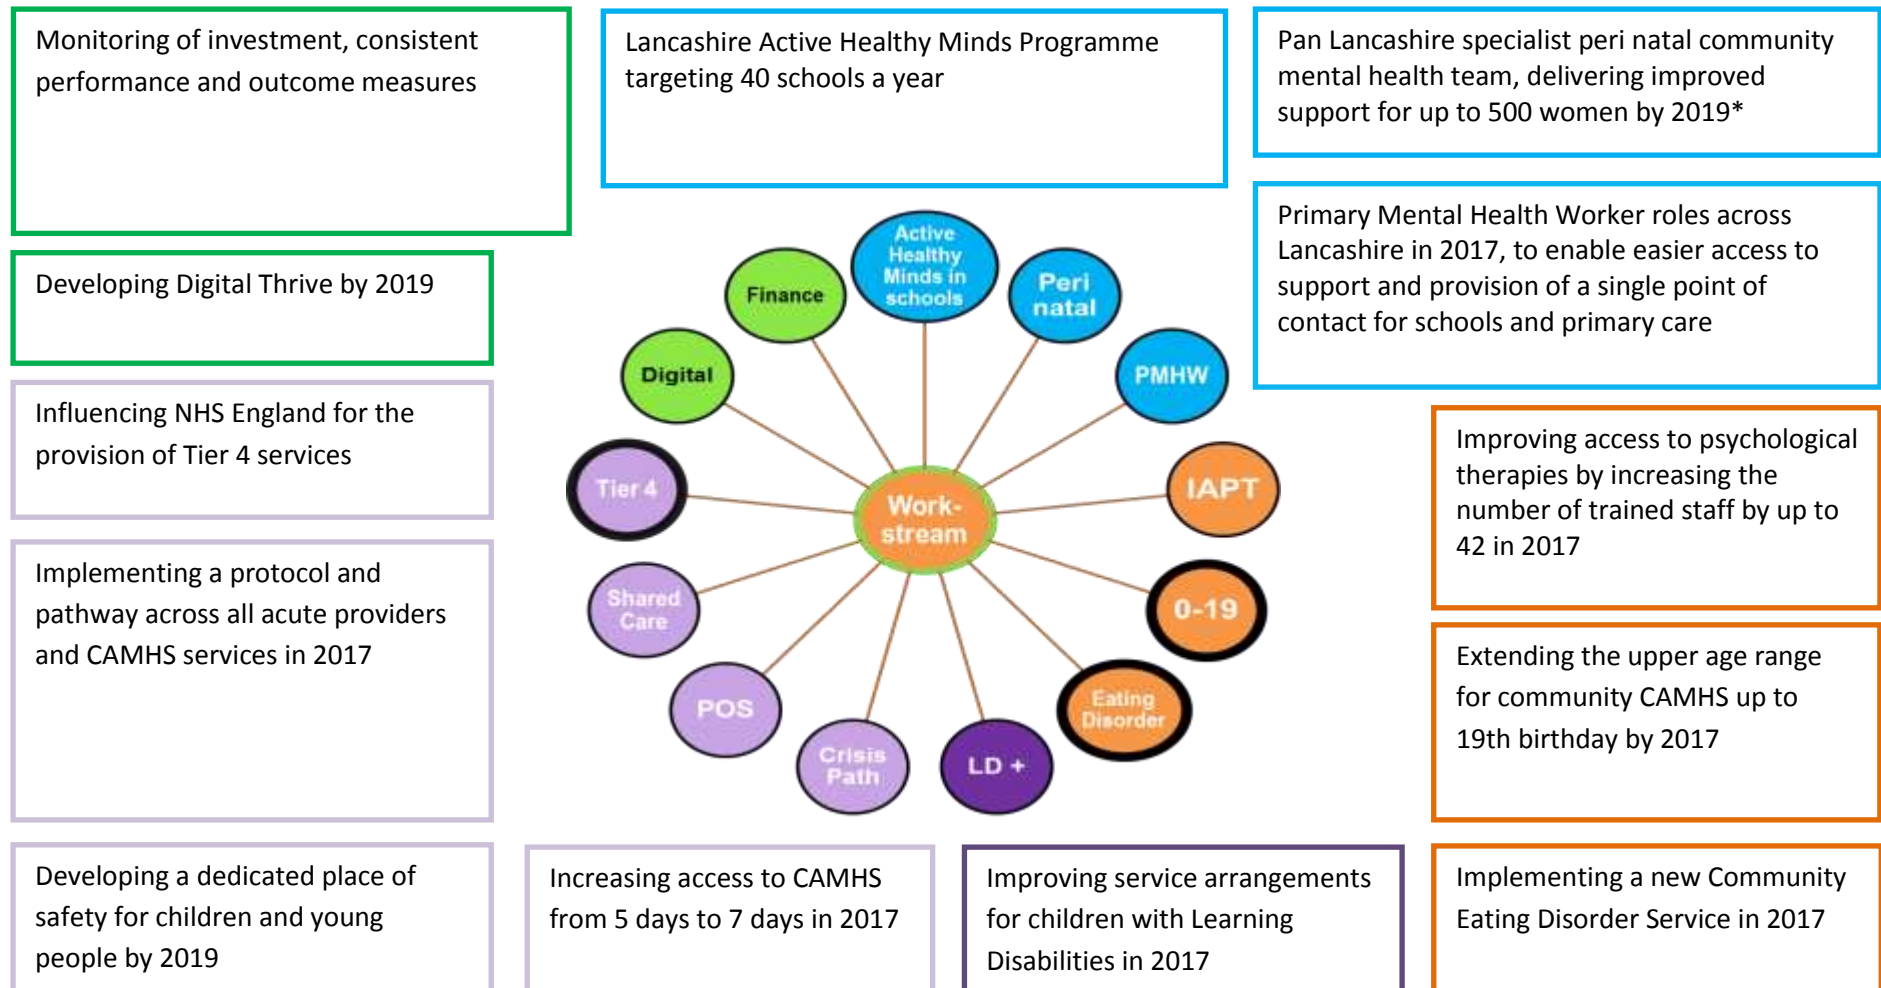 Monitoring of investment, consistent
performance and outcome measures
Lancashire Active Healthy Minds Programme
targeting 40 schools a year
Pan Lancashire specialist peri natal community
mental health team, delivering improved
support for up to 500 women by 2019*
Developing Digital Thrive by 2019
Primary Mental Health Worker roles across
Lancashire in 2017, to enable easier access to
support and provision of a single point of
contact for schools and primary care
Influencing NHS England for the
provision of Tier 4 services
Improving access to psychological
therapies by increasing the
number of trained staff by up to
42 in 2017
Implementing a protocol and
pathway across all acute providers
and CAMHS services in 2017
Extending the upper age range
for community CAMHS up to
19th birthday by 2017
Developing a dedicated place of
safety for children and young
people by 2019
Increasing access to CAMHS
from 5 days to 7 days in 2017
Improving service arrangements
for children with Learning
Disabilities in 2017
Implementing a new Community
Eating Disorder Service in 2017
Active
Healthy
Minds in
schools
Peri
natal
PMHW
IAPT
0-19
Eating
Disorder
LD +
Crisis
Path
POS
Shared
Care
Tier 4
Digital
Finance
Work-
stream